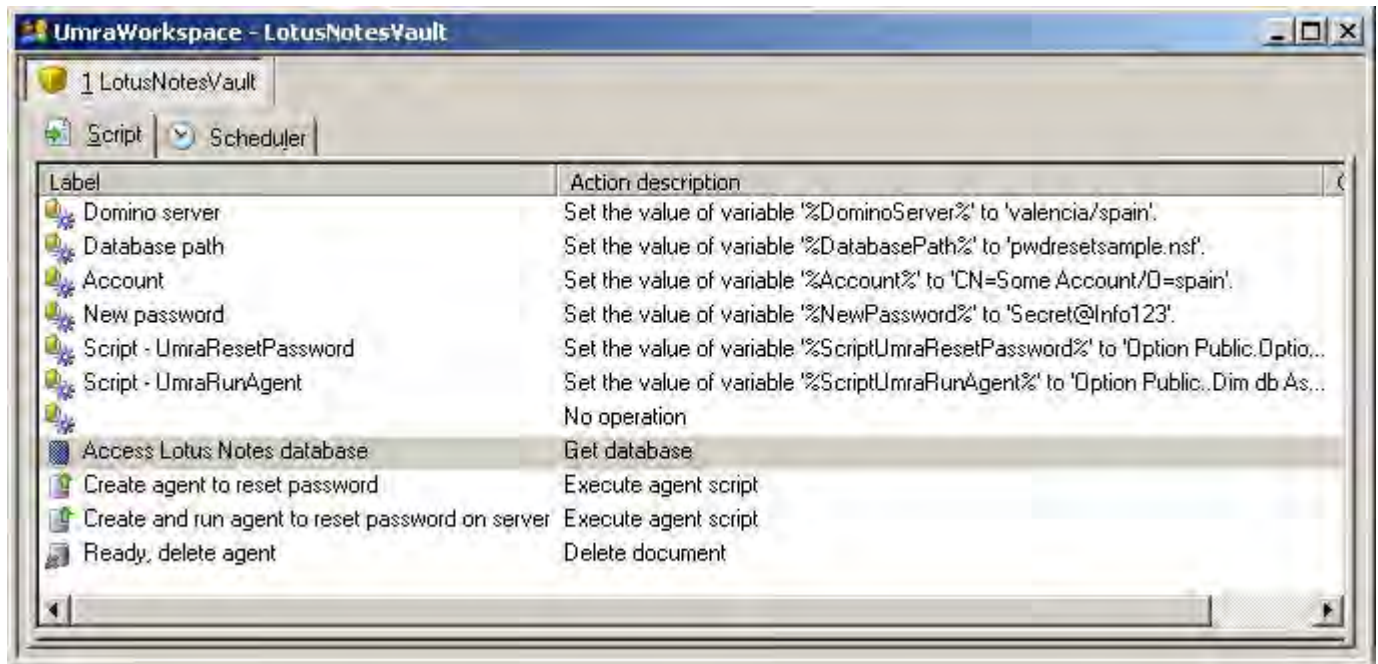 UmraWorkspace - LotusNotesVault
1 LotusNotesVault
Script Scheduler
Label Action description
Domino server Set the value of variable '%DominoServer%' to 'valencia/spain'.
Database path Set the value of variable '%DatabasePath%' to 'pwdresetsample.nsf'.
Account Set the value of variable '%Account%' to 'CN=Some Account/O=spain'.
New password Set the value of variable '%NewPassword%' to 'Secret@Info123'.
Script - UmraResetPassword Set the value of variable '%ScriptUmraResetPassword%' to 'Option Public.Optio...
Script - UmraRunAgent Set the value of variable '%ScriptUmraRunAgent%' to 'Option Public..Dim db As...
No operation
Access Lotus Notes database Get database
Create agent to reset password Execute agent script
Create and run agent to reset password on server Execute agent script
Ready, delete agent Delete document